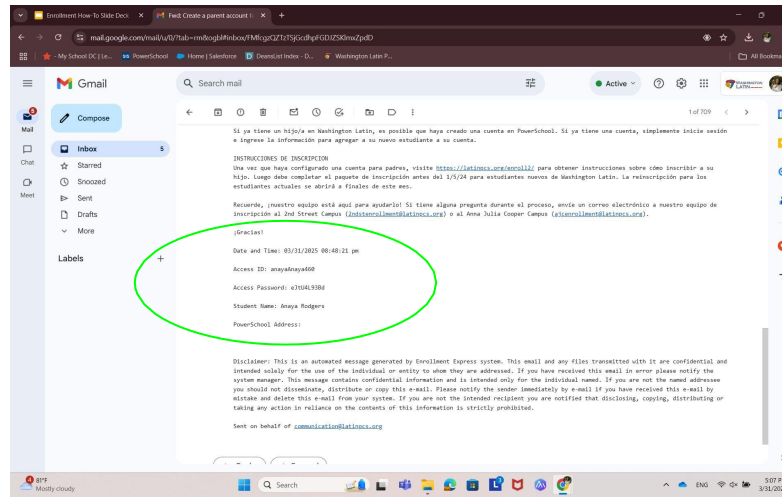 Enrollment How-To Slide Deck
Fwd: Create a parent account
mail.google.com/mail/u/0/?tab=rm&ogbl#inbox/FMfcgzQZTzTSjGcdhpFGDJZSKlmxZpdD
- My School DC | Le...
PowerSchool
Home | Salesforce
DeansList Index - D...
Washington Latin P...
All Bookma
Gmail
Search mail
Active
WASHINGTON LATIN
Mail
Chat
Meet
Compose
Inbox 5
Starred
Snoozed
Sent
Drafts
More
Labels
1 of 709
Si ya tiene un hijo/a en Washington Latin, es posible que haya creado una cuenta en PowerSchool. Si ya tiene una cuenta, simplemente inicie sesión
e ingrese la información para agregar a su nuevo estudiante a su cuenta.
INSTRUCCIONES DE INSCRIPCION
Una vez que haya configurado una cuenta para padres, visite https://latinpcs.org/enroll2/ para obtener instrucciones sobre cómo inscribir a su
hijo. Luego debe completar el paquete de inscripción antes del 1/5/24 para estudiantes nuevos de Washington Latin. La reinscripción para los
estudiantes actuales se abrirá a finales de este mes.
Recuerde, ¡nuestro equipo está aquí para ayudarlo! Si tiene alguna pregunta durante el proceso, envíe un correo electrónico a nuestro equipo de
inscripción al 2nd Street Campus (2ndstenrollment@latinpcs.org) o al Anna Julia Cooper Campus (ajcenrollment@latinpcs.org).
¡Gracias!
Date and Time: 03/31/2025 08:48:21 pm
Access ID: anayaAnaya460
Access Password: eJtU4L93Bd
Student Name: Anaya Rodgers
PowerSchool Address:
Disclaimer: This is an automated message generated by Enrollment Express system. This email and any files transmitted with it are confidential and
intended solely for the use of the individual or entity to whom they are addressed. If you have received this email in error please notify the
system manager. This message contains confidential information and is intended only for the individual named. If you are not the named addressee
you should not disseminate, distribute or copy this e-mail. Please notify the sender immediately by e-mail if you have received this e-mail by
mistake and delete this e-mail from your system. If you are not the intended recipient you are notified that disclosing, copying, distributing or
taking any action in reliance on the contents of this information is strictly prohibited.
Sent on behalf of communication@latinpcs.org
81°F
Mostly cloudy
Search
ENG
5:07
3/31/20